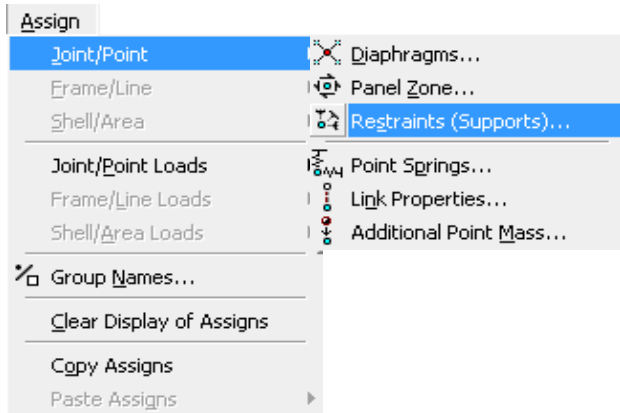 Assign
Joint/Point
Frame/Line
Shell/Area
Joint/Point Loads
Frame/Line Loads
Shell/Area Loads
Group Names...
Clear Display of Assigns
Copy Assigns
Paste Assigns
Diaphragms...
Panel Zone...
Restraints (Supports)...
Point Springs...
Link Properties...
Additional Point Mass...